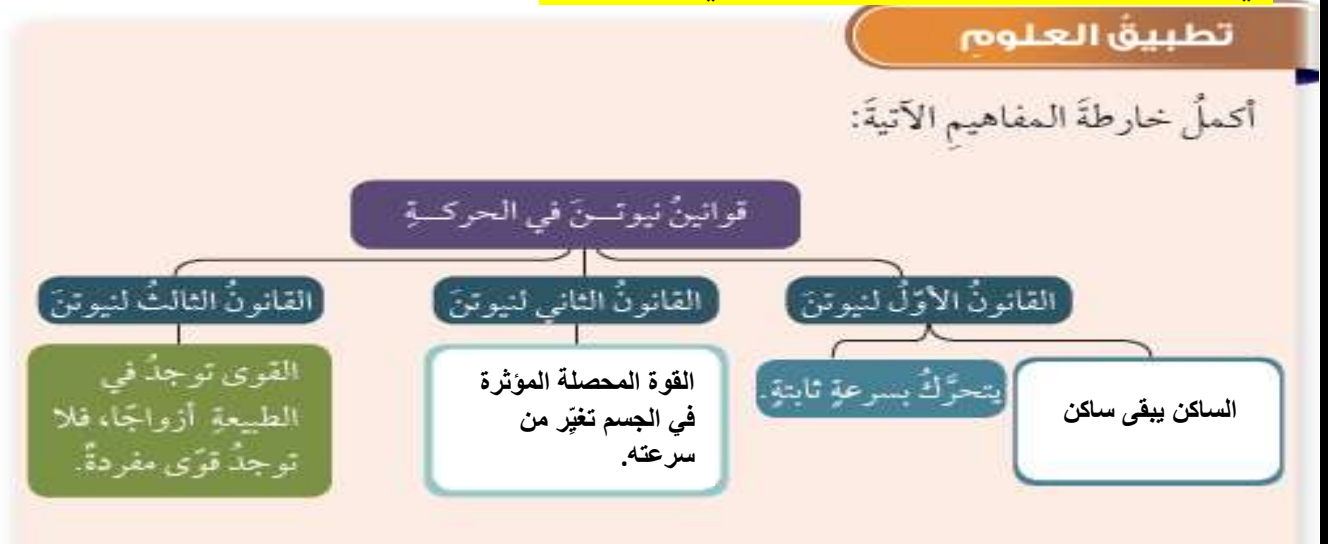 تطبيقُ العلومِ
أكملُ خارطةَ المفاهيمِ الآتيةَ:
قوانينُ نيوتـنَ في الحركـةِ
القانونُ الأوّلُ لنيوتنَ
القانونُ الثاني لنيوتنَ
القانونُ الثالثُ لنيوتنَ
الساكن يبقى ساكن
يتحرَّكُ بسرعةٍ ثابتةٍ.
القوة المحصلة المؤثرة
في الجسم تغيّر من
سرعته.
القوى توجدُ في
الطبيعةِ أزواجًا، فلا
توجدُ قوًى مفردةٌ.